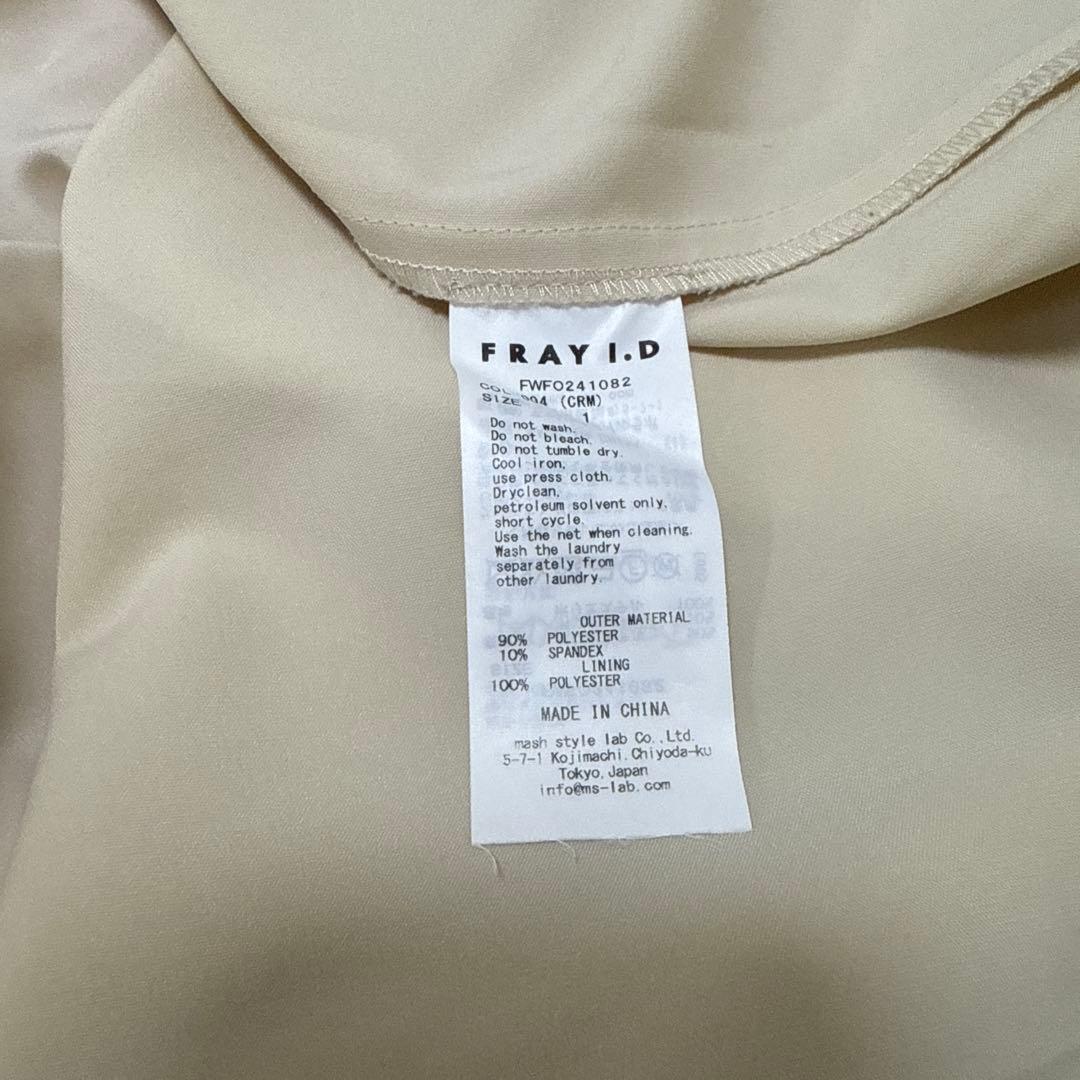 FRAY I.D
FWFO241082
SIZE 04 (CRM)
1
Do not wash.
Do not bleach.
Do not tumble dry.
Cool iron,
use press cloth.
Dryclean,
petroleum solvent only,
short cycle.
Use the net when cleaning.
Wash the laundry
separately from
other laundry.
OUTER MATERIAL
90% POLYESTER
10% SPANDEX
LINING
100% POLYESTER
MADE IN CHINA
mash style lab Co.,Ltd.
5-7-1 Kojimachi,Chiyoda-ku
Tokyo,Japan
info@ms-lab.com